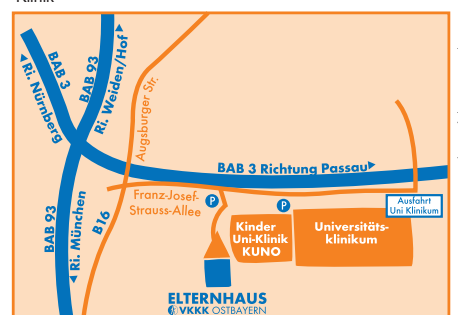 BAB 3
Ri. Nürnberg
BAB 93
Ri. Weiden/Hof
Augsburger Str.
BAB 3 Richtung Passau
Franz-Josef-
Strauss-Allee
P
P
Ausfahrt
Uni Klinikum
BAB 93
Ri. München
B16
Kinder
Uni-Klinik
KUNO
Universitäts-
klinikum
ELTERNHAUS
VKKK OSTBAYERN